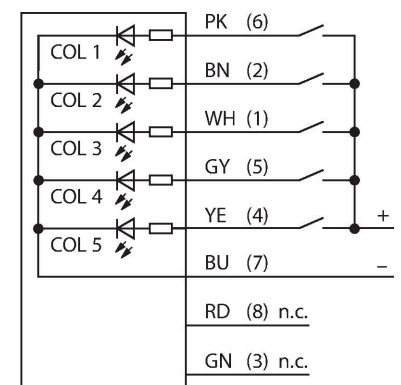 PK (6)
COL 1
BN (2)
COL 2
WH (1)
COL 3
GY (5)
COL 4
YE (4)
+
COL 5
BU (7)
–
RD (8) n.c.
GN (3) n.c.